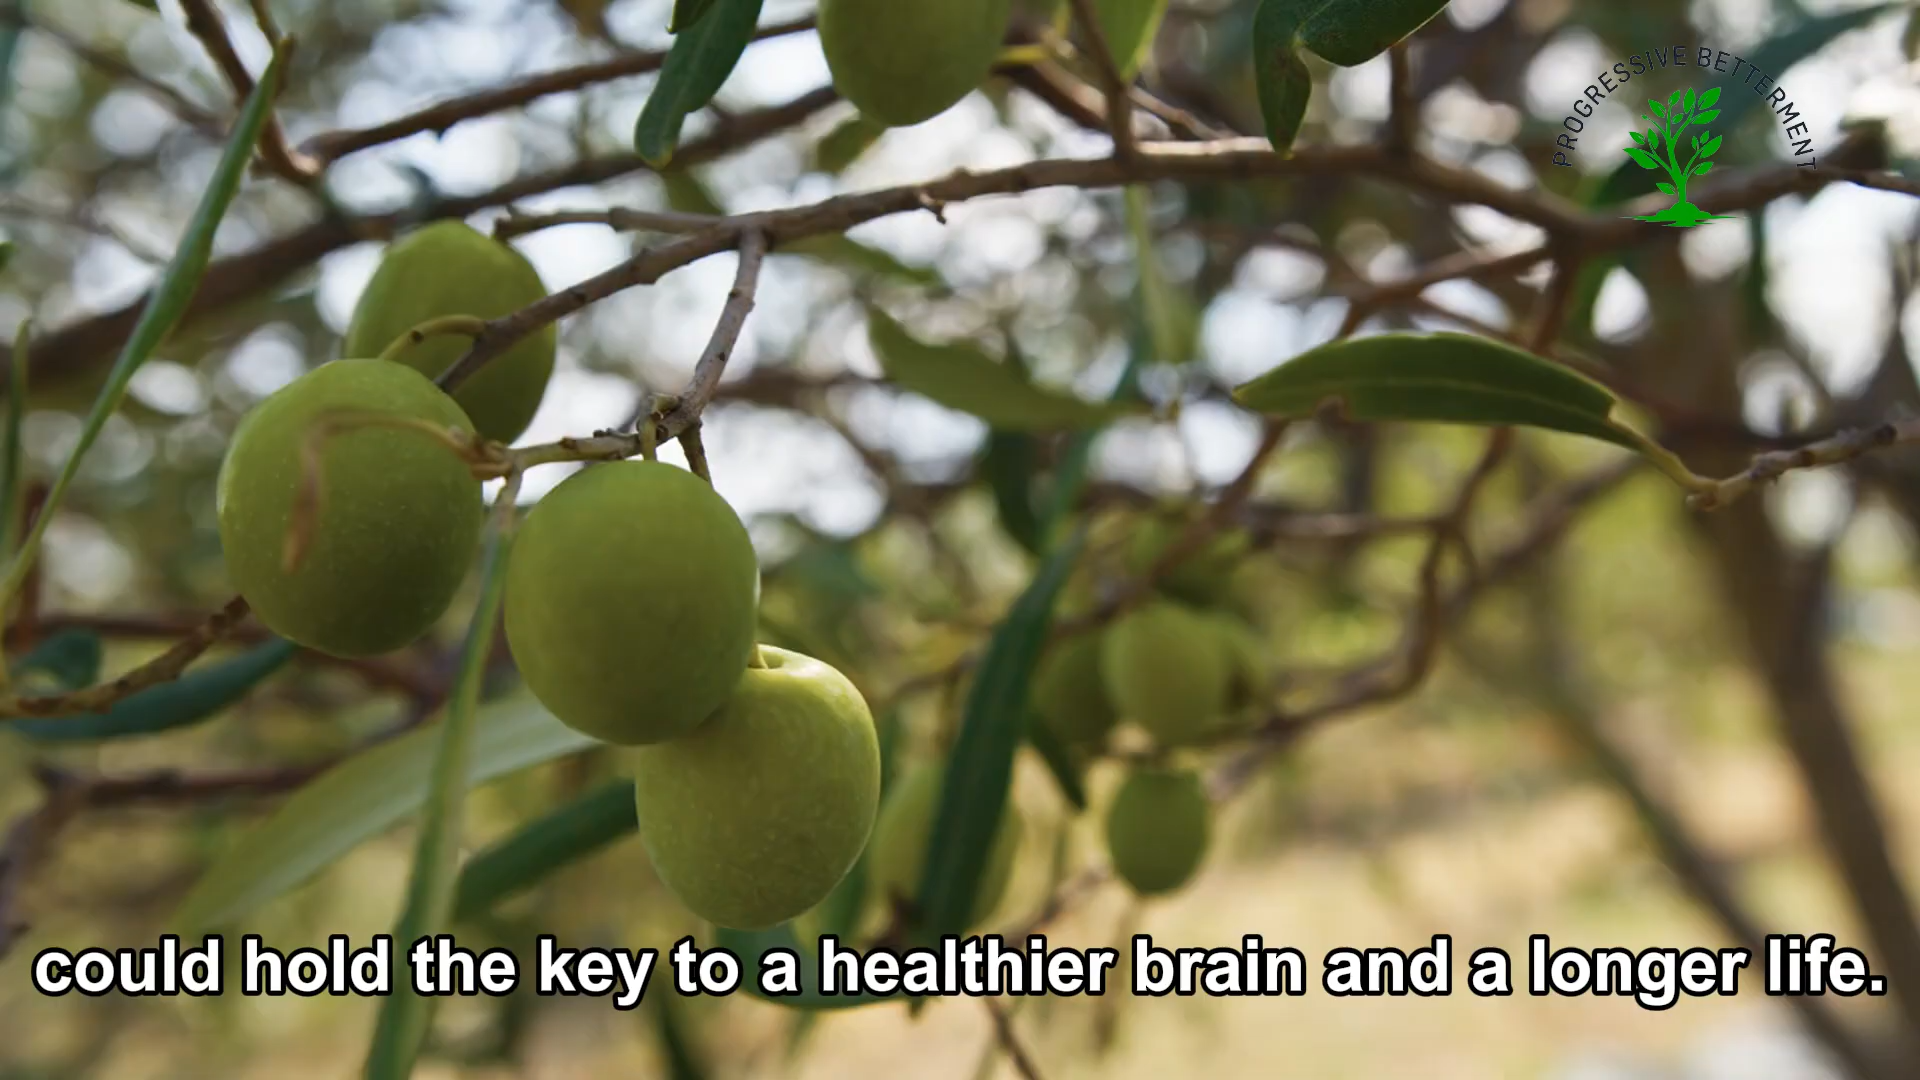 PROGRESSIVE BETTERMENT
could hold the key to a healthier brain and a longer life.